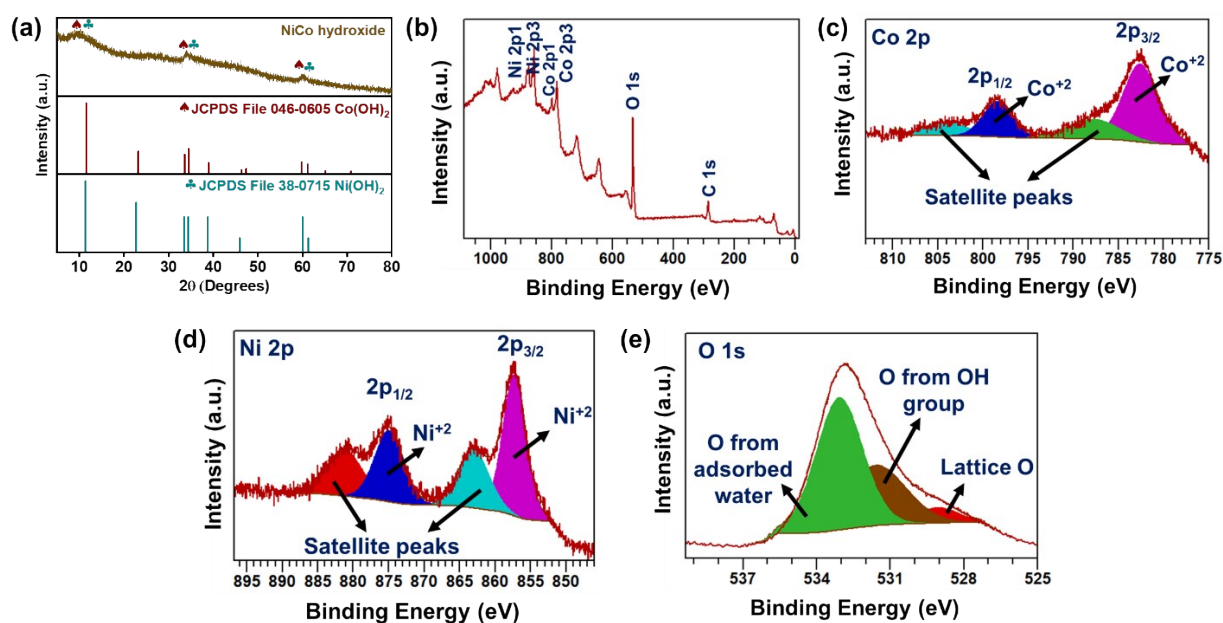 (a)
NiCo hydroxide
♠JCPDS File 046-0605 Co(OH)2
♣JCPDS File 38-0715 Ni(OH)2
Intensity (a.u.)
10 20 30 40 50 60 70 80
2θ (Degrees)
(b)
Ni 2p1
Ni 2p3
Co 2p1
Co 2p3
O 1s
C 1s
Intensity (a.u.)
1000 800 600 400 200 0
Binding Energy (eV)
(c)
Co 2p
2p3/2
Co+2
2p1/2
Co+2
Satellite peaks
Intensity (a.u.)
810 805 800 795 790 785 780 775
Binding Energy (eV)
(d)
Ni 2p
2p3/2
2p1/2
Ni+2
Ni+2
Satellite peaks
Intensity (a.u.)
895 890 885 880 875 870 865 860 855 850
Binding Energy (eV)
(e)
O 1s
O from OH
group
O from
adsorbed
water
Lattice O
Intensity (a.u.)
537 534 531 528 525
Binding Energy (eV)